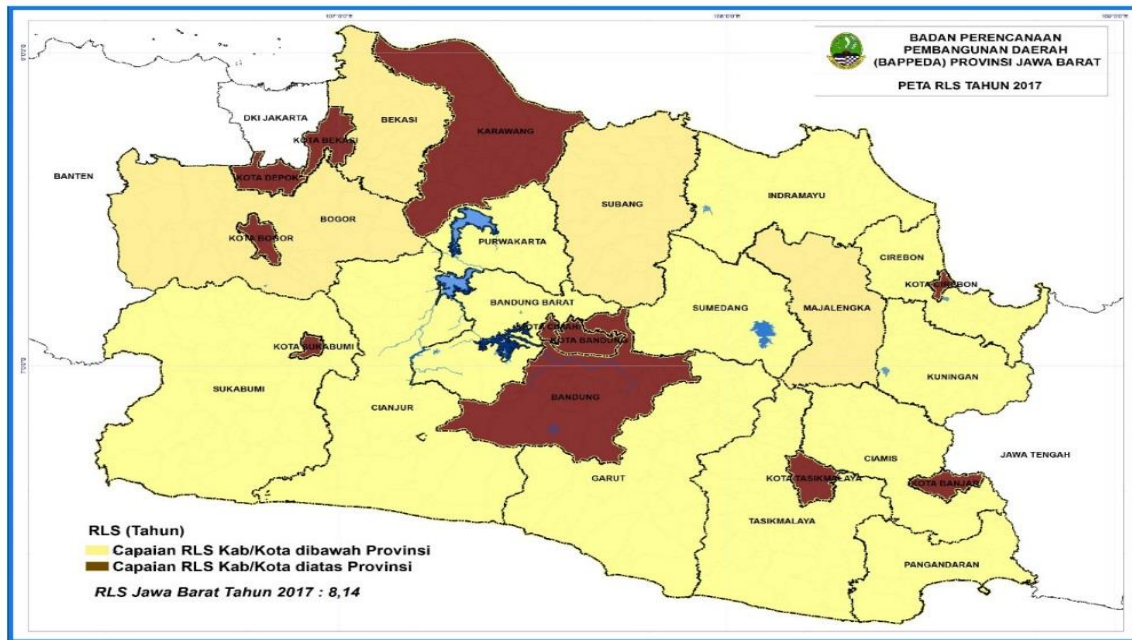 BADAN PERENCANAAN
PEMBANGUNAN DAERAH
(BAPPEDA) PROVINSI JAWA BARAT
PETA RLS TAHUN 2017
DKI JAKARTA
BEKASI
KOTA BEKASI
KARAWANG
BANTEN
KOTA DEPOK
INDRAMAYU
SUBANG
BOGOR
KOTA BOGOR
PURWAKARTA
CIREBON
KOTA CIREBON
BANDUNG BARAT
SUMEDANG
MAJALENGKA
KOTA CIMAHI
KOTA BANDUNG
KOTA SUKABUMI
KUNINGAN
SUKABUMI
CIANJUR
BANDUNG
JAWA TENGAH
CIAMIS
GARUT
KOTA TASIKMALAYA
KOTA BANJAR
TASIKMALAYA
PANGANDARAN
RLS (Tahun)
Capaian RLS Kab/Kota dibawah Provinsi
Capaian RLS Kab/Kota diatas Provinsi
RLS Jawa Barat Tahun 2017 : 8,14